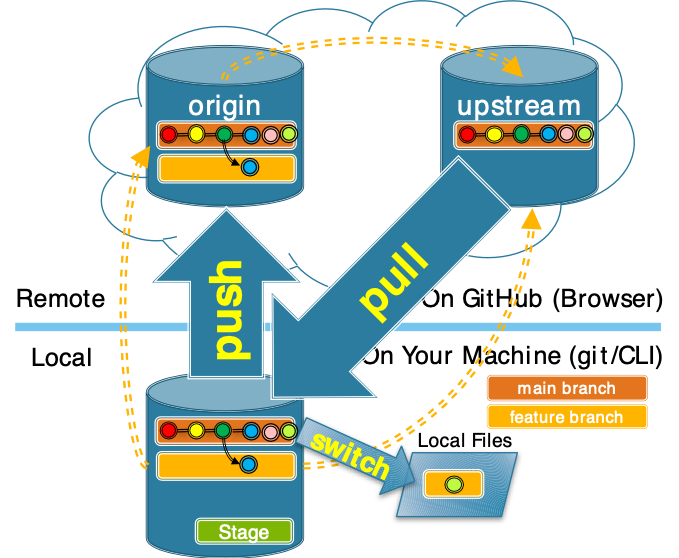 origin
upstream
push
pull
Remote
On GitHub (Browser)
Local
On Your Machine (git/CLI)
main branch
feature branch
switch
Local Files
Stage